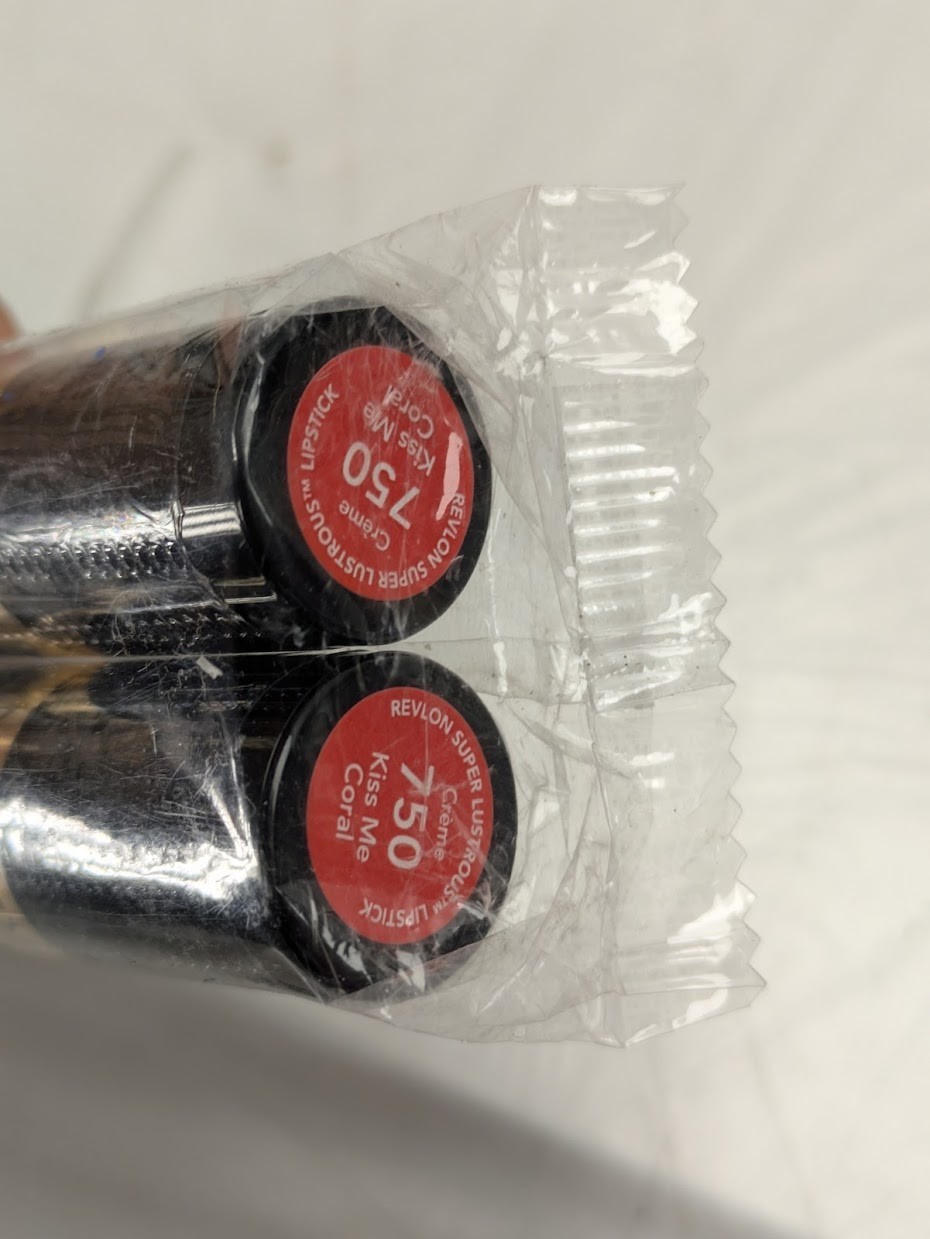 REVLON SUPER LUSTROUS™ LIPSTICK
Crème
750
Kiss Me
Coral
REVLON SUPER LUSTROUS™ LIPSTICK
Crème
750
Kiss Me
Coral